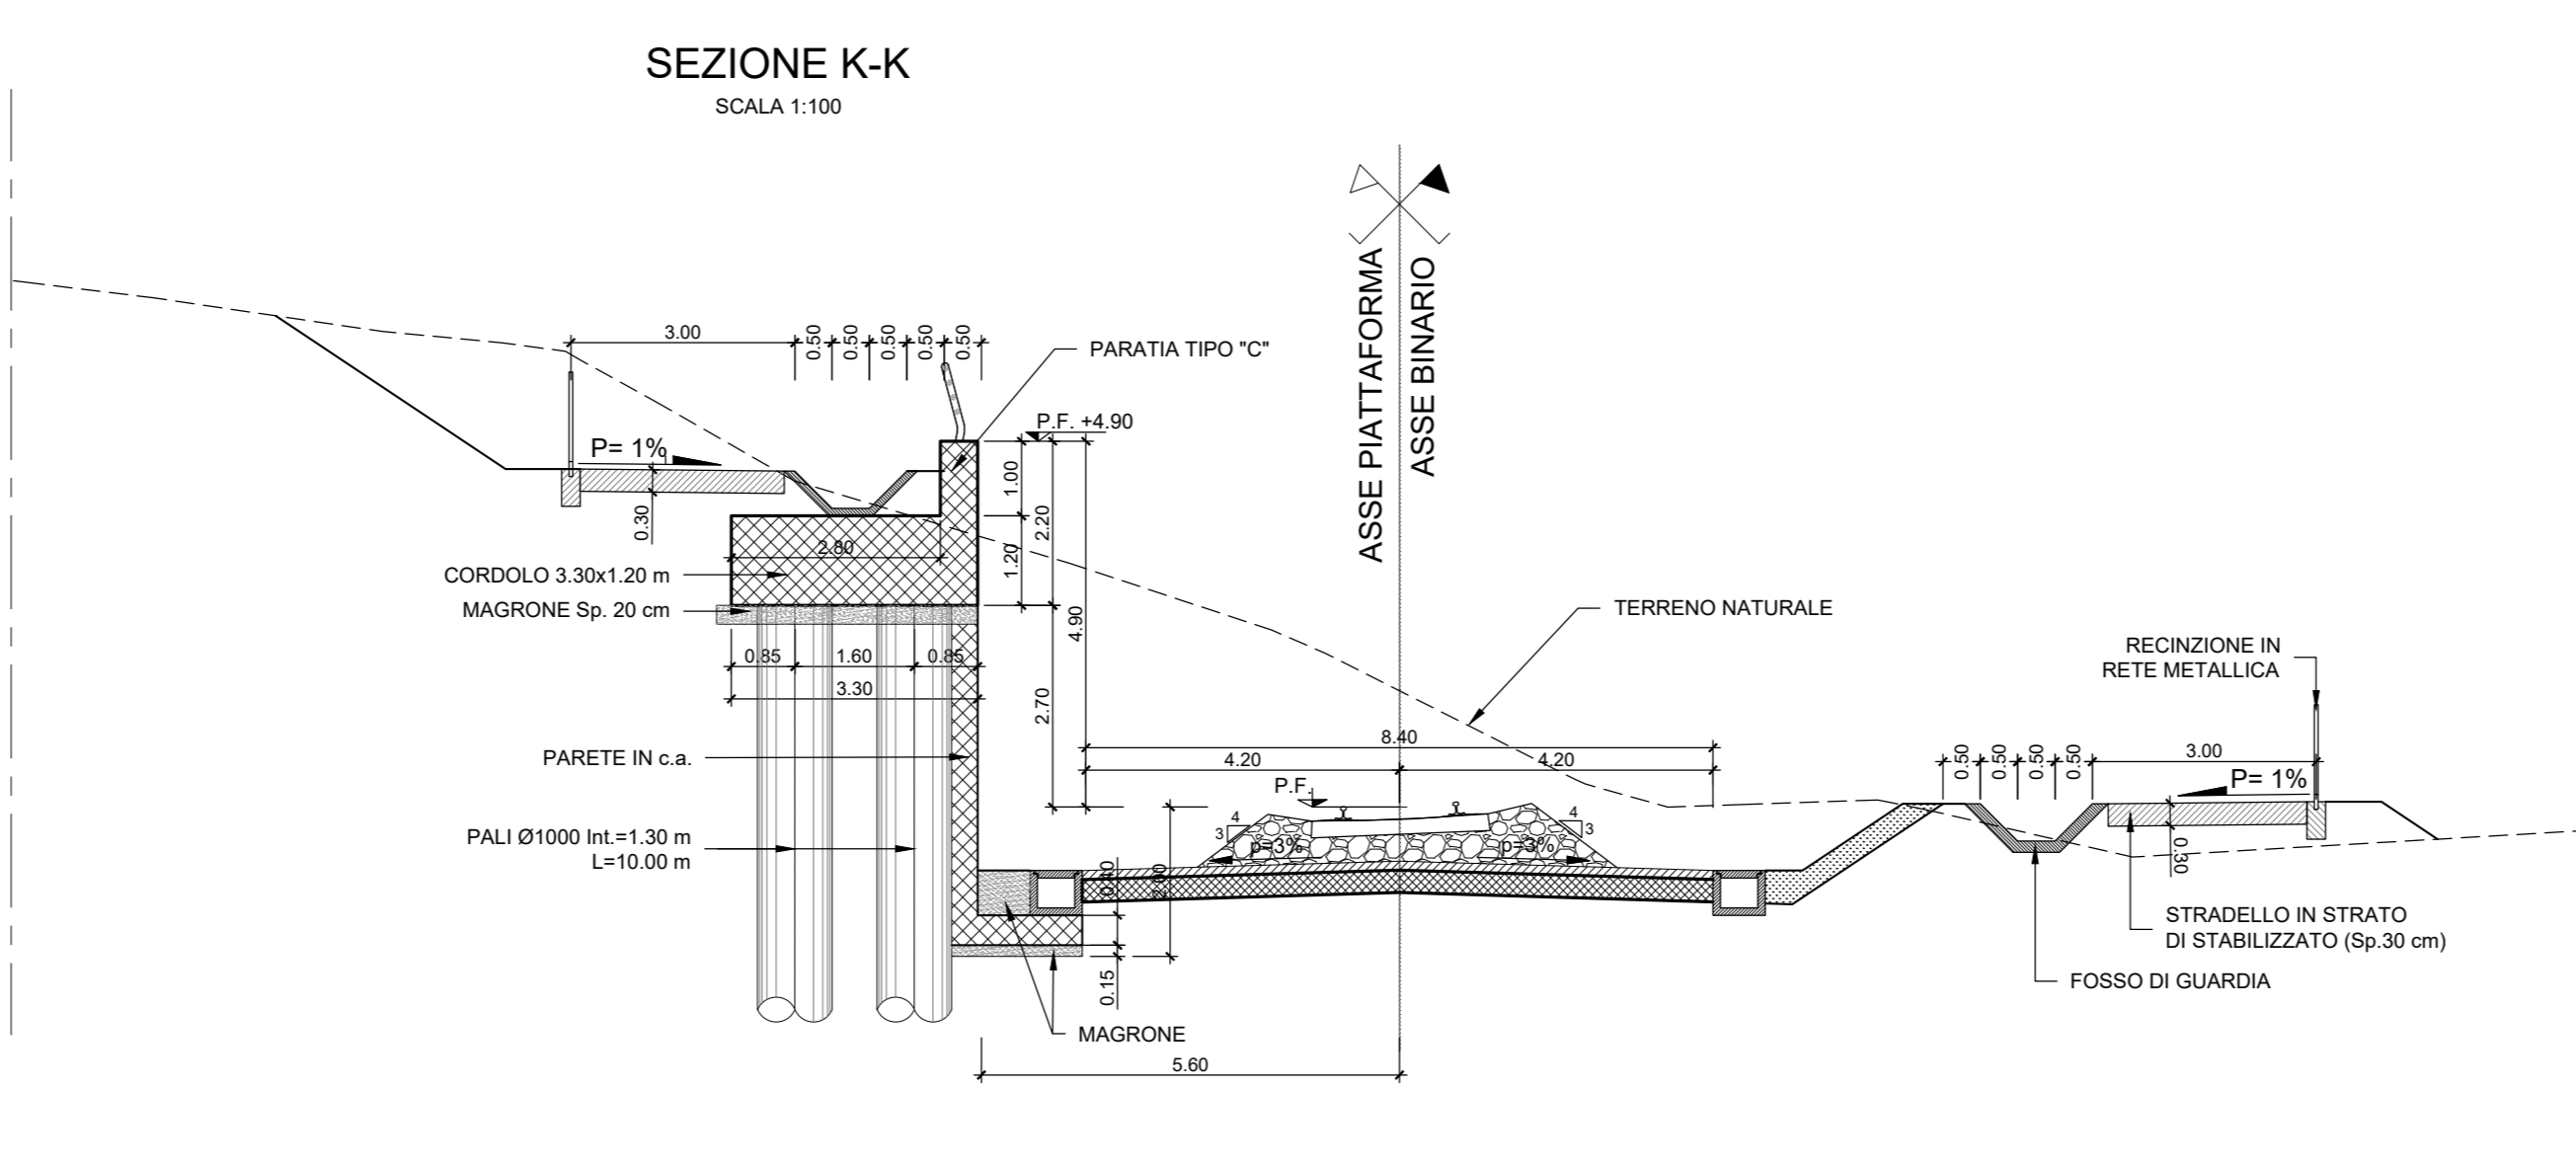 SEZIONE K-K
SCALA 1:100
ASSE PIATTAFORMA
ASSE BINARIO
3.00
0.50
0.50
0.50
0.50
0.50
PARATIA TIPO "C"
P.F. +4.90
P= 1%
0.30
1.00
2.20
1.20
2.80
4.90
CORDOLO 3.30x1.20 m
MAGRONE Sp. 20 cm
TERRENO NATURALE
0.85
1.60
0.85
3.30
2.70
RECINZIONE IN
RETE METALLICA
8.40
4.20
4.20
PARETE IN c.a.
P.F.
0.50
0.50
0.50
0.50
3.00
P= 1%
4
3
4
3
p=3%
p=3%
PALI Ø1000 Int.=1.30 m
L=10.00 m
0.40
2.00
0.30
0.15
STRADELLO IN STRATO
DI STABILIZZATO (Sp.30 cm)
FOSSO DI GUARDIA
MAGRONE
5.60